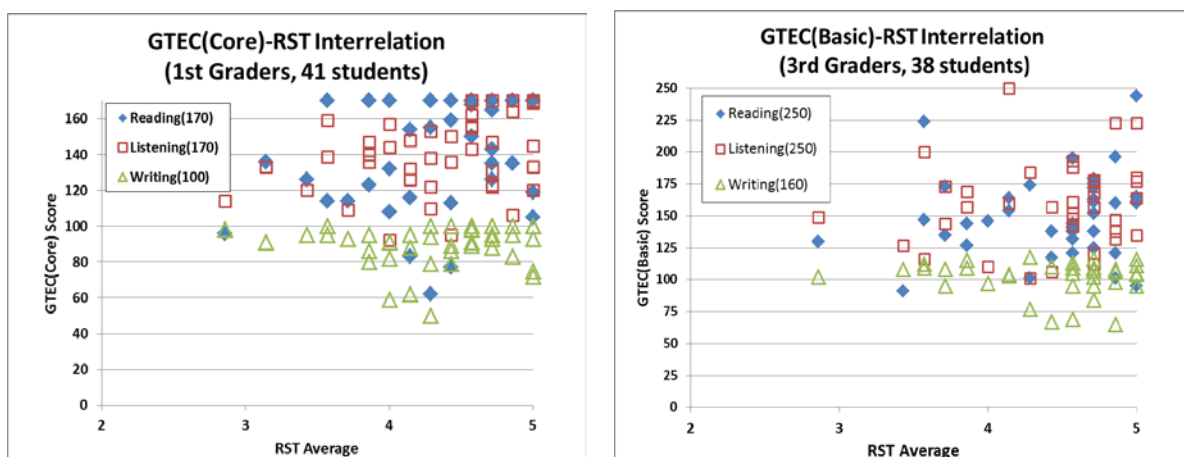 GTEC(Core)-RST Interrelation
(1st Graders, 41 students)
Reading(170)
Listening(170)
Writing(100)
GTEC(Core) Score
160
140
120
100
80
60
40
20
0
2
3
4
5
RST Average
GTEC(Basic)-RST Interrelation
(3rd Graders, 38 students)
Reading(250)
Listening(250)
Writing(160)
GTEC(Basic) Score
250
225
200
175
150
125
100
75
50
25
0
2
3
4
5
RST Average